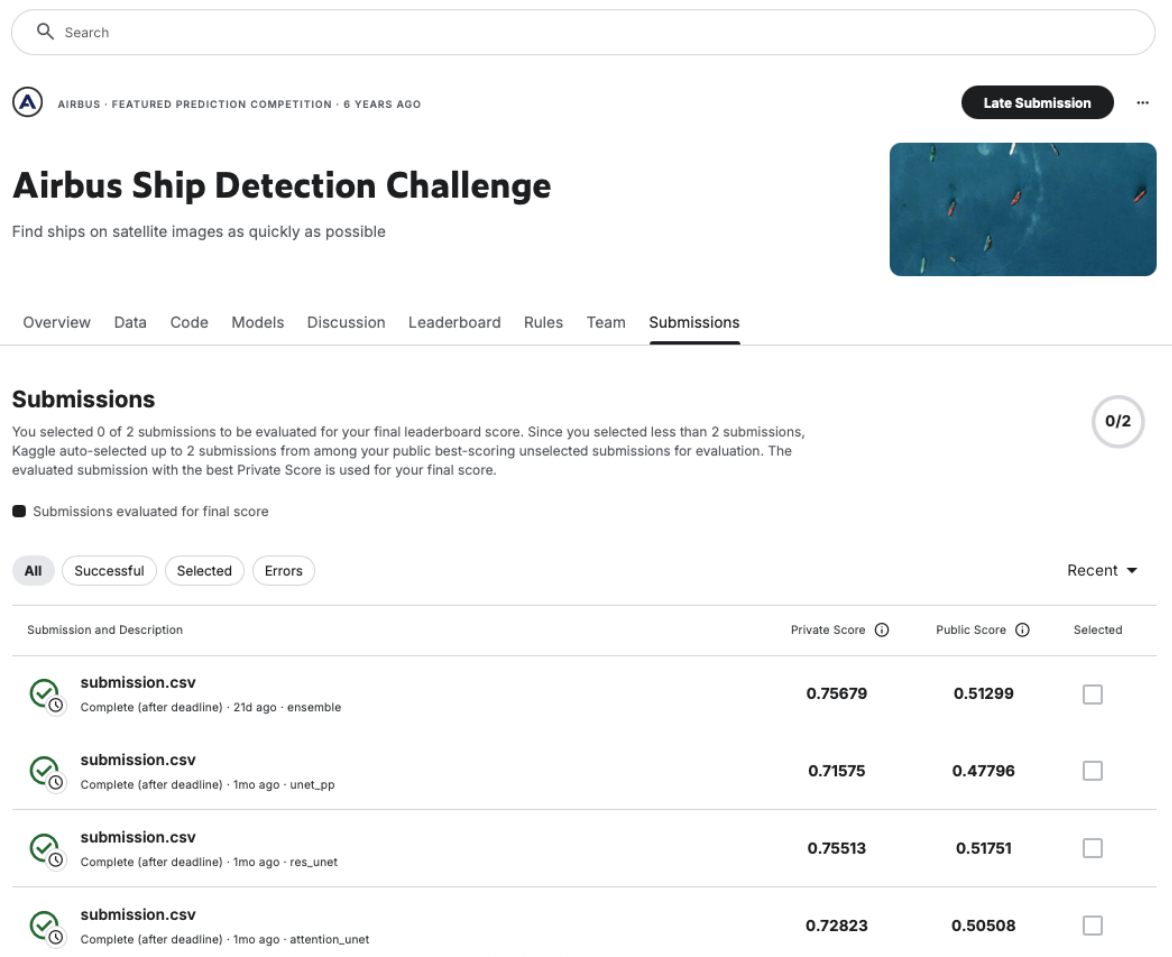 Search
AIRBUS · FEATURED PREDICTION COMPETITION · 6 YEARS AGO
Late Submission
...
Airbus Ship Detection Challenge
Find ships on satellite images as quickly as possible
Overview Data Code Models Discussion Leaderboard Rules Team Submissions
Submissions
0/2
You selected 0 of 2 submissions to be evaluated for your final leaderboard score. Since you selected less than 2 submissions,
Kaggle auto-selected up to 2 submissions from among your public best-scoring unselected submissions for evaluation. The
evaluated submission with the best Private Score is used for your final score.
Submissions evaluated for final score
All Successful Selected Errors Recent
Submission and Description Private Score Public Score Selected
submission.csv
Complete (after deadline) · 21d ago · ensemble
0.75679 0.51299
submission.csv
Complete (after deadline) · 1mo ago · unet_pp
0.71575 0.47796
submission.csv
Complete (after deadline) · 1mo ago · res_unet
0.75513 0.51751
submission.csv
Complete (after deadline) · 1mo ago · attention_unet
0.72823 0.50508